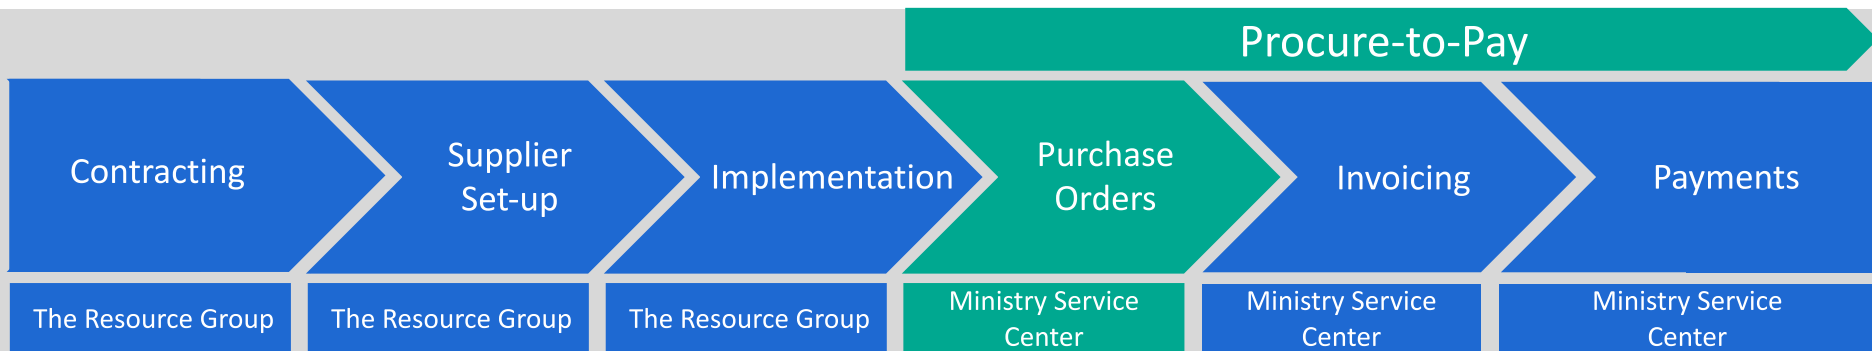 Procure-to-Pay
Contracting
Supplier
Set-up
Implementation
Purchase
Orders
Invoicing
Payments
The Resource Group
The Resource Group
The Resource Group
Ministry Service
Center
Ministry Service
Center
Ministry Service
Center